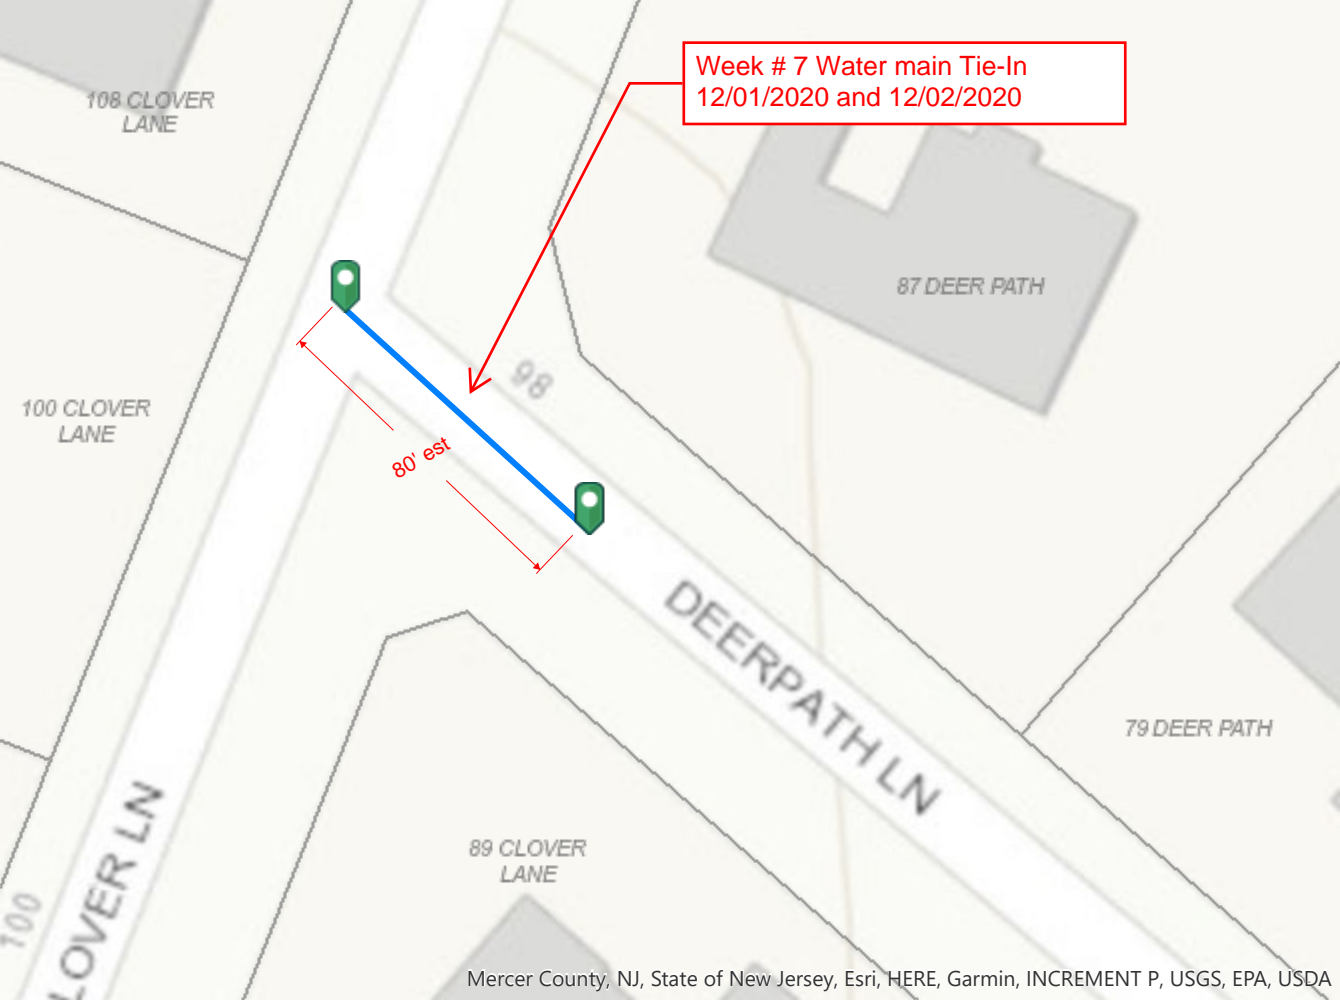 Week # 7 Water main Tie-In
12/01/2020 and 12/02/2020
108 CLOVER
LANE
87 DEER PATH
98
100 CLOVER
LANE
80' est
DEERPATH LN
79 DEER PATH
89 CLOVER
LANE
LOVER LN
100
Mercer County, NJ, State of New Jersey, Esri, HERE, Garmin, INCREMENT P, USGS, EPA, USDA